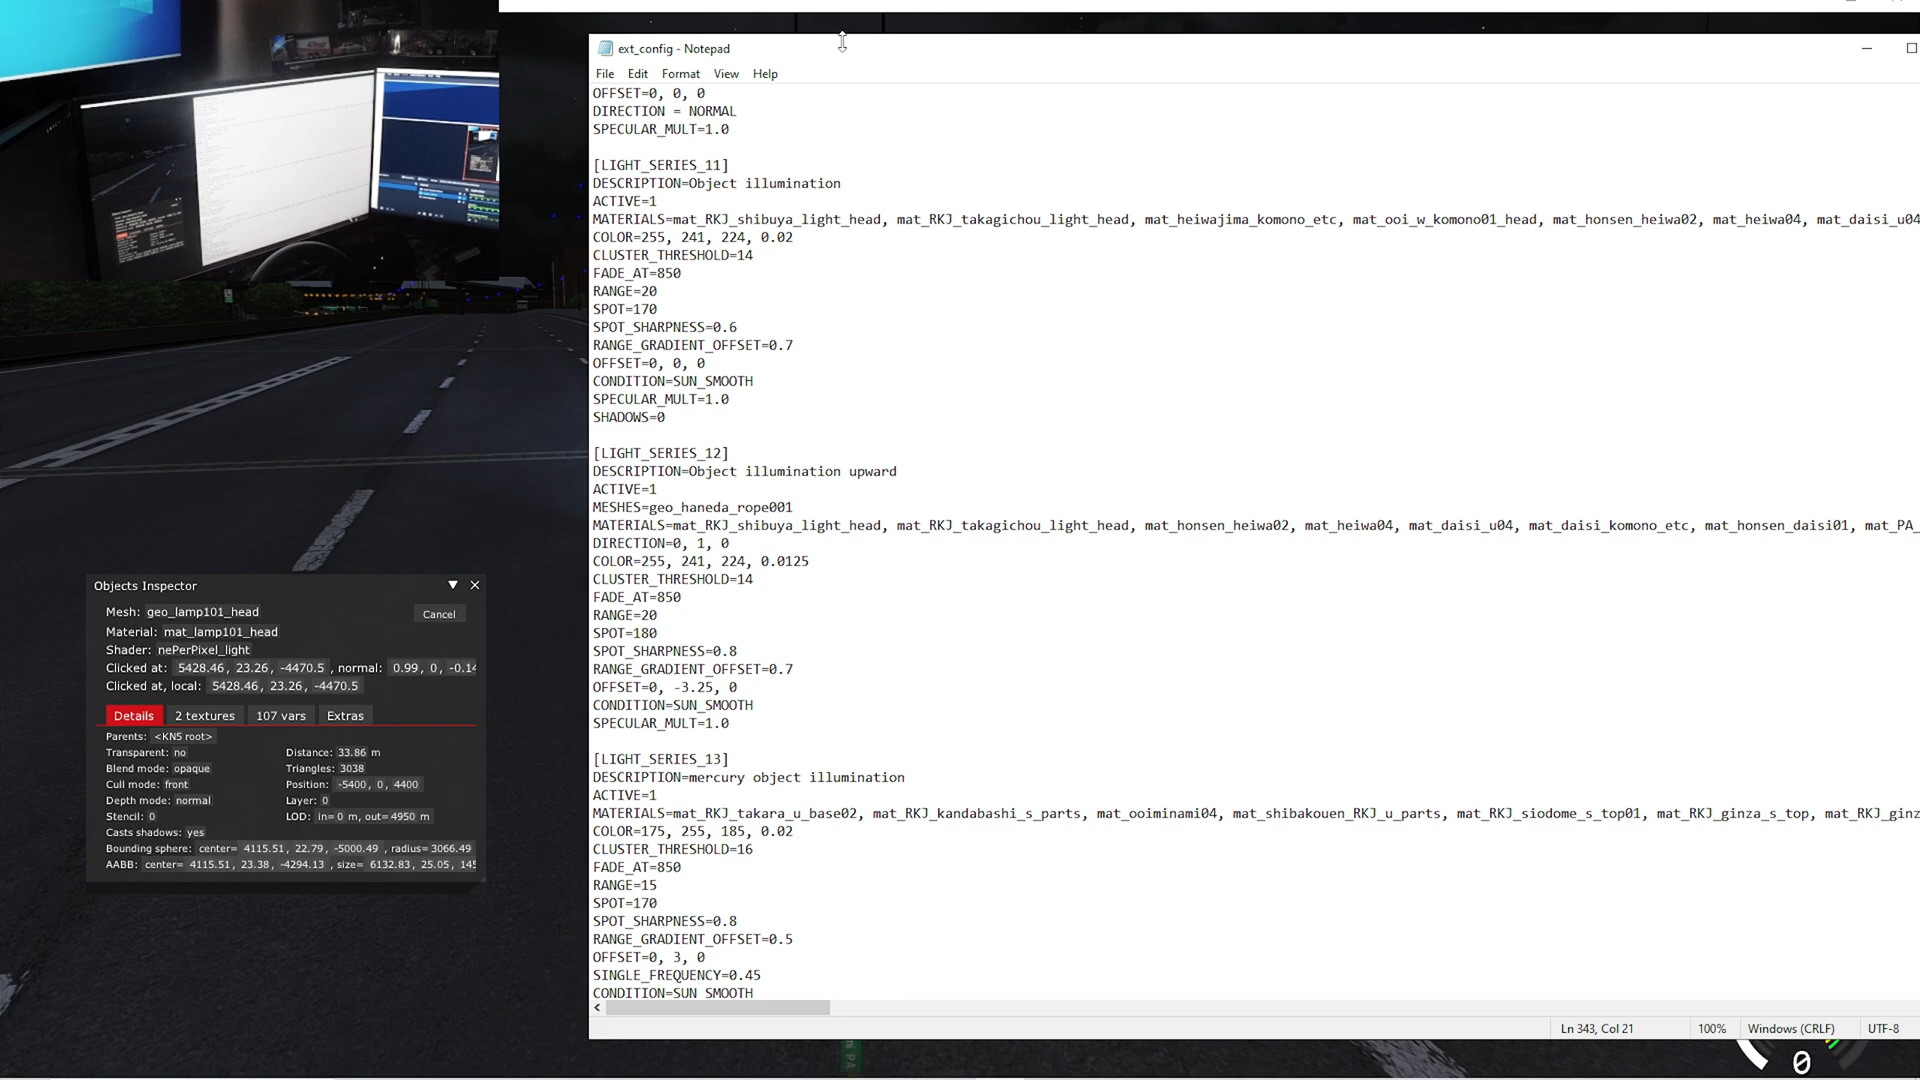 ext_config - Notepad
File Edit Format View Help
OFFSET=0, 0, 0
DIRECTION = NORMAL
SPECULAR_MULT=1.0
[LIGHT_SERIES_11]
DESCRIPTION=Object illumination
ACTIVE=1
MATERIALS=mat_RKJ_shibuya_light_head, mat_RKJ_takagichou_light_head, mat_heiwajima_komono_etc, mat_ooi_w_komono01_head, mat_honsen_heiwa02, mat_heiwa04, mat_daisi_u04
COLOR=255, 241, 224, 0.02
CLUSTER_THRESHOLD=14
FADE_AT=850
RANGE=20
SPOT=170
SPOT_SHARPNESS=0.6
RANGE_GRADIENT_OFFSET=0.7
OFFSET=0, 0, 0
CONDITION=SUN_SMOOTH
SPECULAR_MULT=1.0
SHADOWS=0
[LIGHT_SERIES_12]
DESCRIPTION=Object illumination upward
ACTIVE=1
MESHES=geo_haneda_rope001
MATERIALS=mat_RKJ_shibuya_light_head, mat_RKJ_takagichou_light_head, mat_honsen_heiwa02, mat_heiwa04, mat_daisi_u04, mat_daisi_komono_etc, mat_honsen_daisi01, mat_PA_
DIRECTION=0, 1, 0
COLOR=255, 241, 224, 0.0125
CLUSTER_THRESHOLD=14
FADE_AT=850
RANGE=20
SPOT=180
SPOT_SHARPNESS=0.8
RANGE_GRADIENT_OFFSET=0.7
OFFSET=0, -3.25, 0
CONDITION=SUN_SMOOTH
SPECULAR_MULT=1.0
[LIGHT_SERIES_13]
DESCRIPTION=mercury object illumination
ACTIVE=1
MATERIALS=mat_RKJ_takara_u_base02, mat_RKJ_kandabashi_s_parts, mat_ooiminami04, mat_shibakouen_RKJ_u_parts, mat_RKJ_siodome_s_top01, mat_RKJ_ginza_s_top, mat_RKJ_ginz
COLOR=175, 255, 185, 0.02
CLUSTER_THRESHOLD=16
FADE_AT=850
RANGE=15
SPOT=170
SPOT_SHARPNESS=0.8
RANGE_GRADIENT_OFFSET=0.5
OFFSET=0, 3, 0
SINGLE_FREQUENCY=0.45
CONDITION=SUN_SMOOTH
Ln 343, Col 21 100% Windows (CRLF) UTF-8
Objects Inspector
Mesh: geo_lamp101_head Cancel
Material: mat_lamp101_head
Shader: nePerPixel_light
Clicked at: 5428.46, 23.26, -4470.5 , normal: 0.99, 0, -0.14
Clicked at, local: 5428.46, 23.26, -4470.5
Details 2 textures 107 vars Extras
Parents: <KN5 root>
Transparent: no Distance: 33.86 m
Blend mode: opaque Triangles: 3038
Cull mode: front Position: -5400, 0, 4400
Depth mode: normal Layer: 0
Stencil: 0 LOD: in= 0 m, out= 4950 m
Casts shadows: yes
Bounding sphere: center= 4115.51, 22.79, -5000.49 , radius= 3066.49
AABB: center= 4115.51, 23.38, -4294.13 , size= 6132.83, 25.05, 145
PA
0